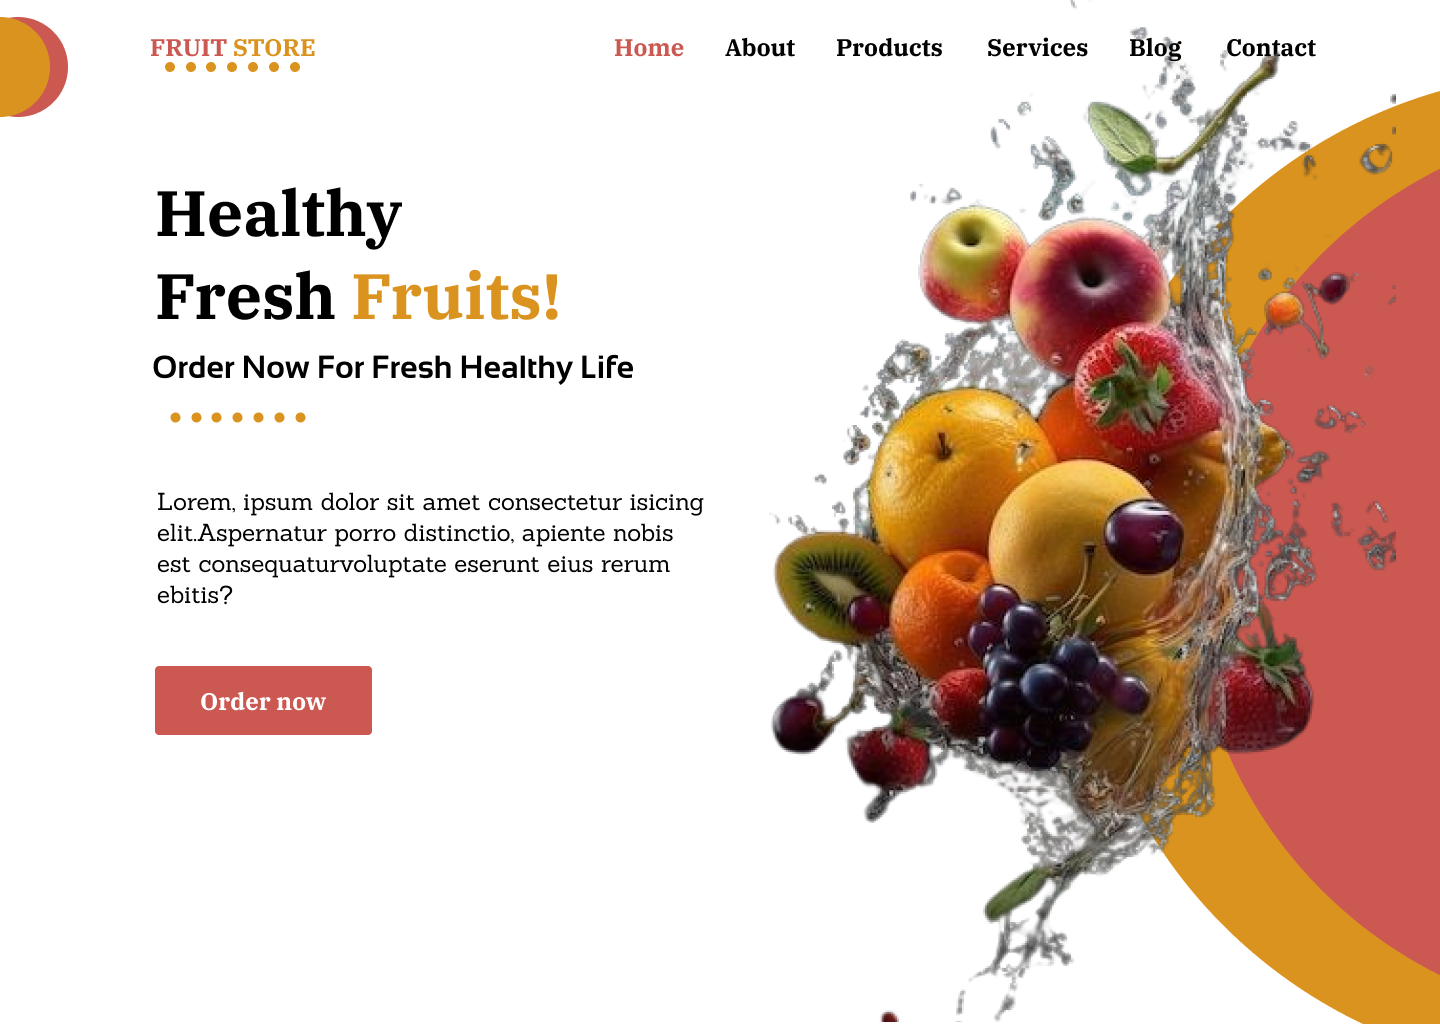 FRUIT STORE
Home About Products Services Blog Contact
Healthy
Fresh Fruits!
Order Now For Fresh Healthy Life
Lorem, ipsum dolor sit amet consectetur isicing
elit.Aspernatur porro distinctio, apiente nobis
est consequaturvoluptate eserunt eius rerum
ebitis?
Order now